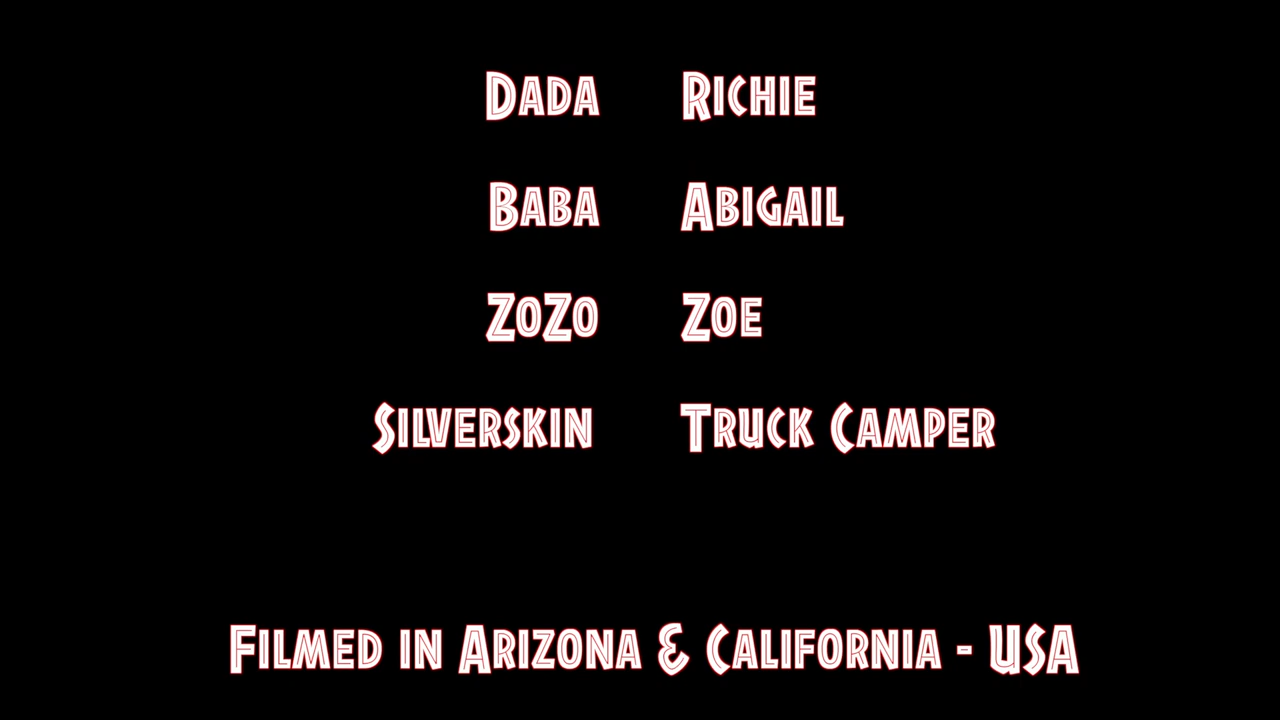 Dada Richie
Baba Abigail
ZoZo Zoe
Silverskin Truck Camper
Filmed in Arizona & California - USA